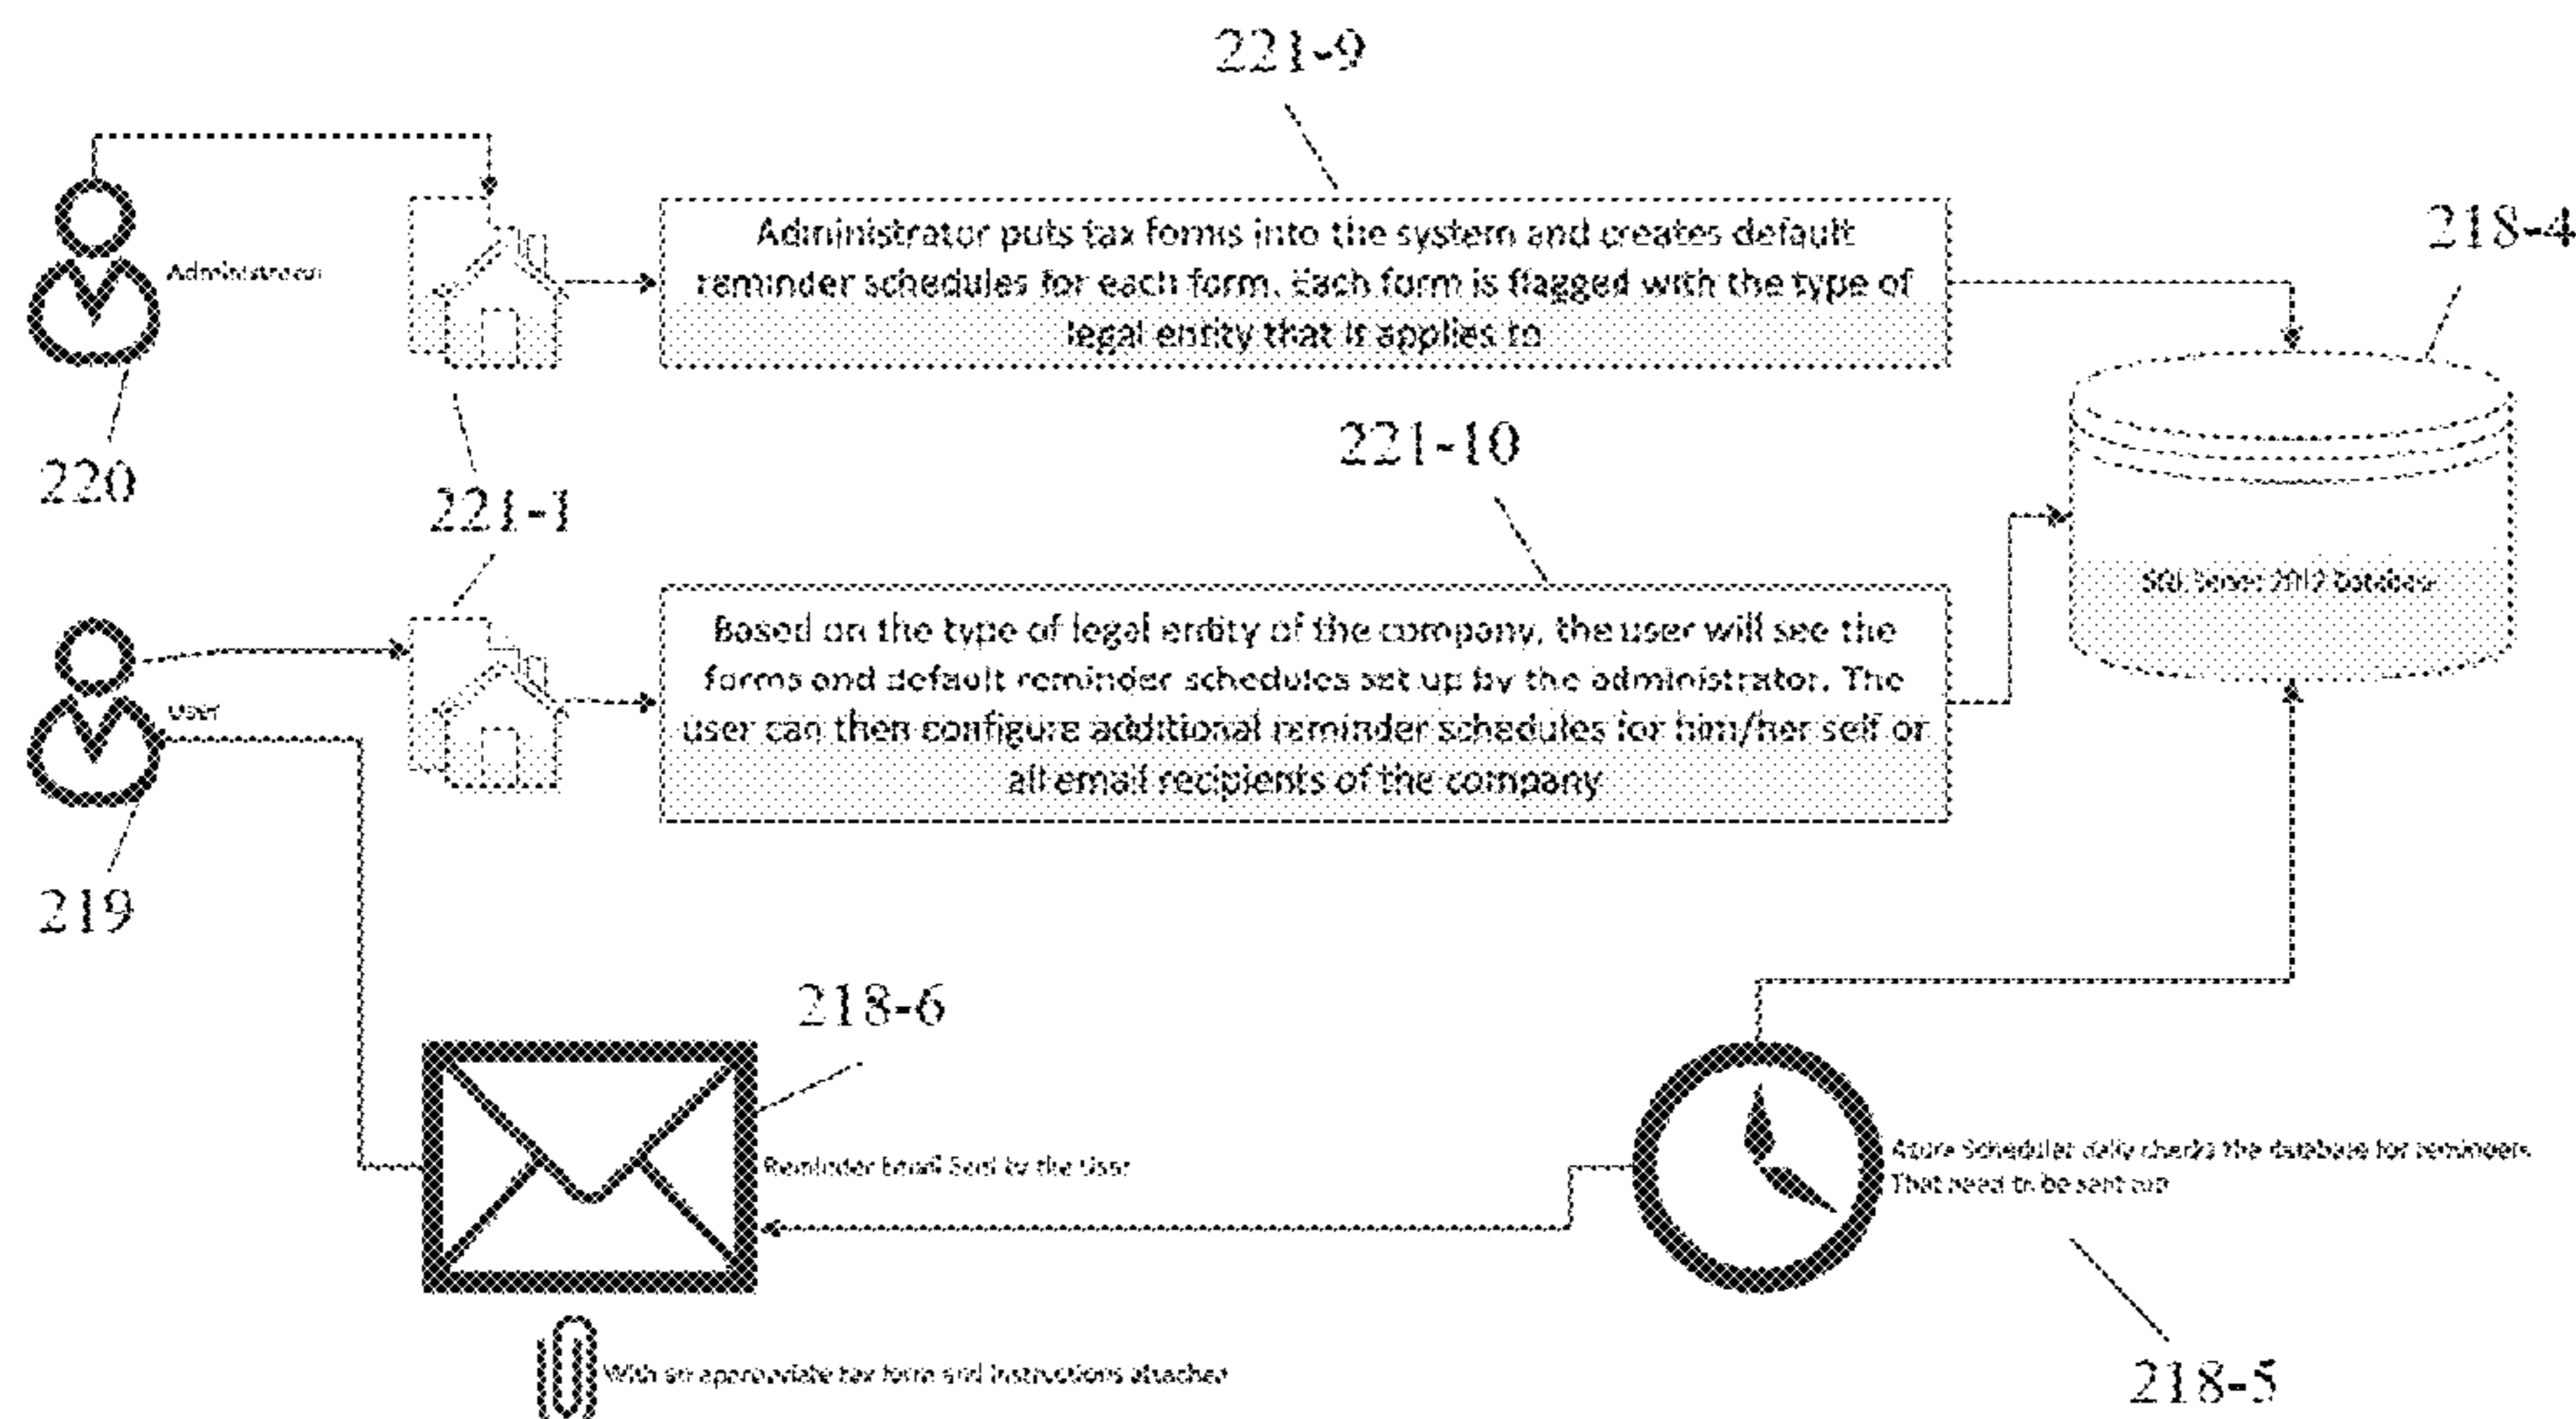 221-9
218-4
Administrator
Administrator puts tax forms into the system and creates default
reminder schedules for each form. Each form is flagged with the type of
legal entity that it applies to
220
221-1
221-10
SQL Server 2012 Database
User
Based on the type of legal entity of the company, the user will see the
forms and default reminder schedules set up by the administrator. The
user can then configure additional reminder schedules for him/her self or
all email recipients of the company
219
218-6
Reminder Email Sent to the User
Azure Scheduler daily checks the database for reminders
That need to be sent out
With an appropriate tax form and instructions attached
218-5